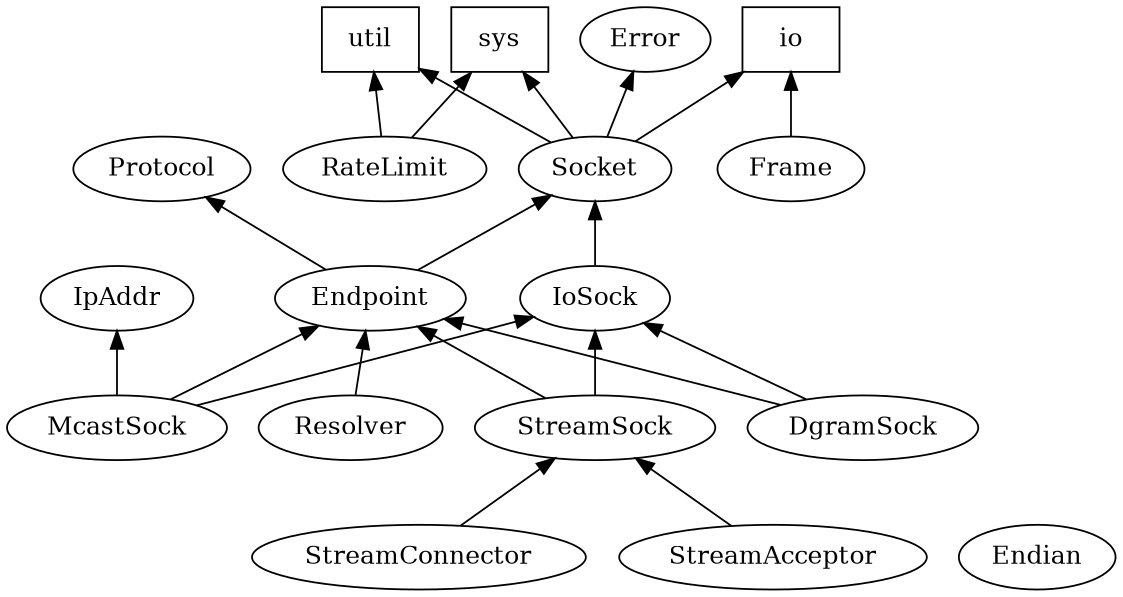 util
sys
Error
io
Protocol
RateLimit
Socket
Frame
IpAddr
Endpoint
IoSock
McastSock
Resolver
StreamSock
DgramSock
StreamConnector
StreamAcceptor
Endian